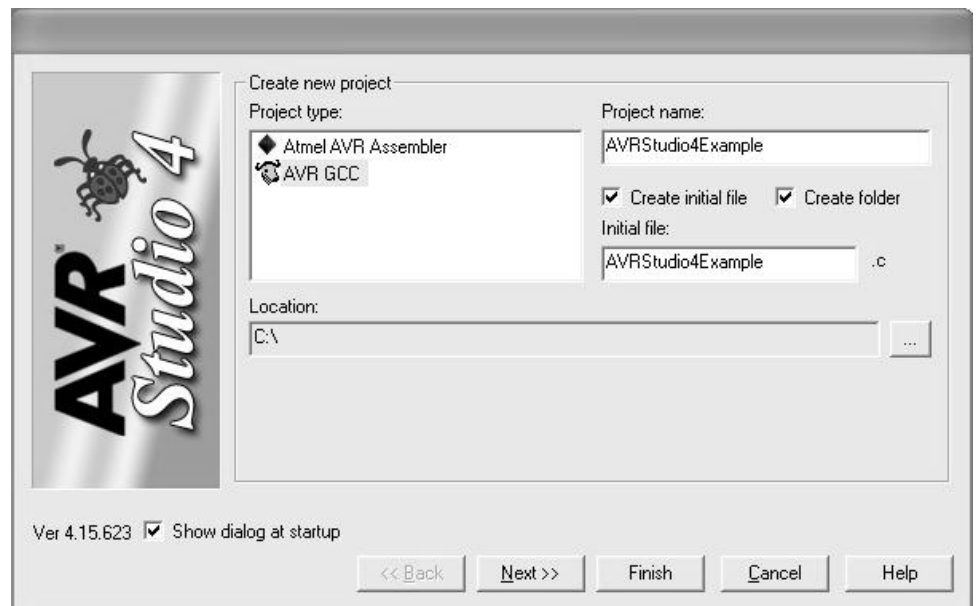 AVR®
Studio 4
Create new project
Project type:
Atmel AVR Assembler
AVR GCC
Project name:
AVRStudio4Example
Create initial file
Create folder
Initial file:
AVRStudio4Example .c
Location:
C:\
...
Ver 4.15.623 Show dialog at startup
<< Back Next >> Finish Cancel Help